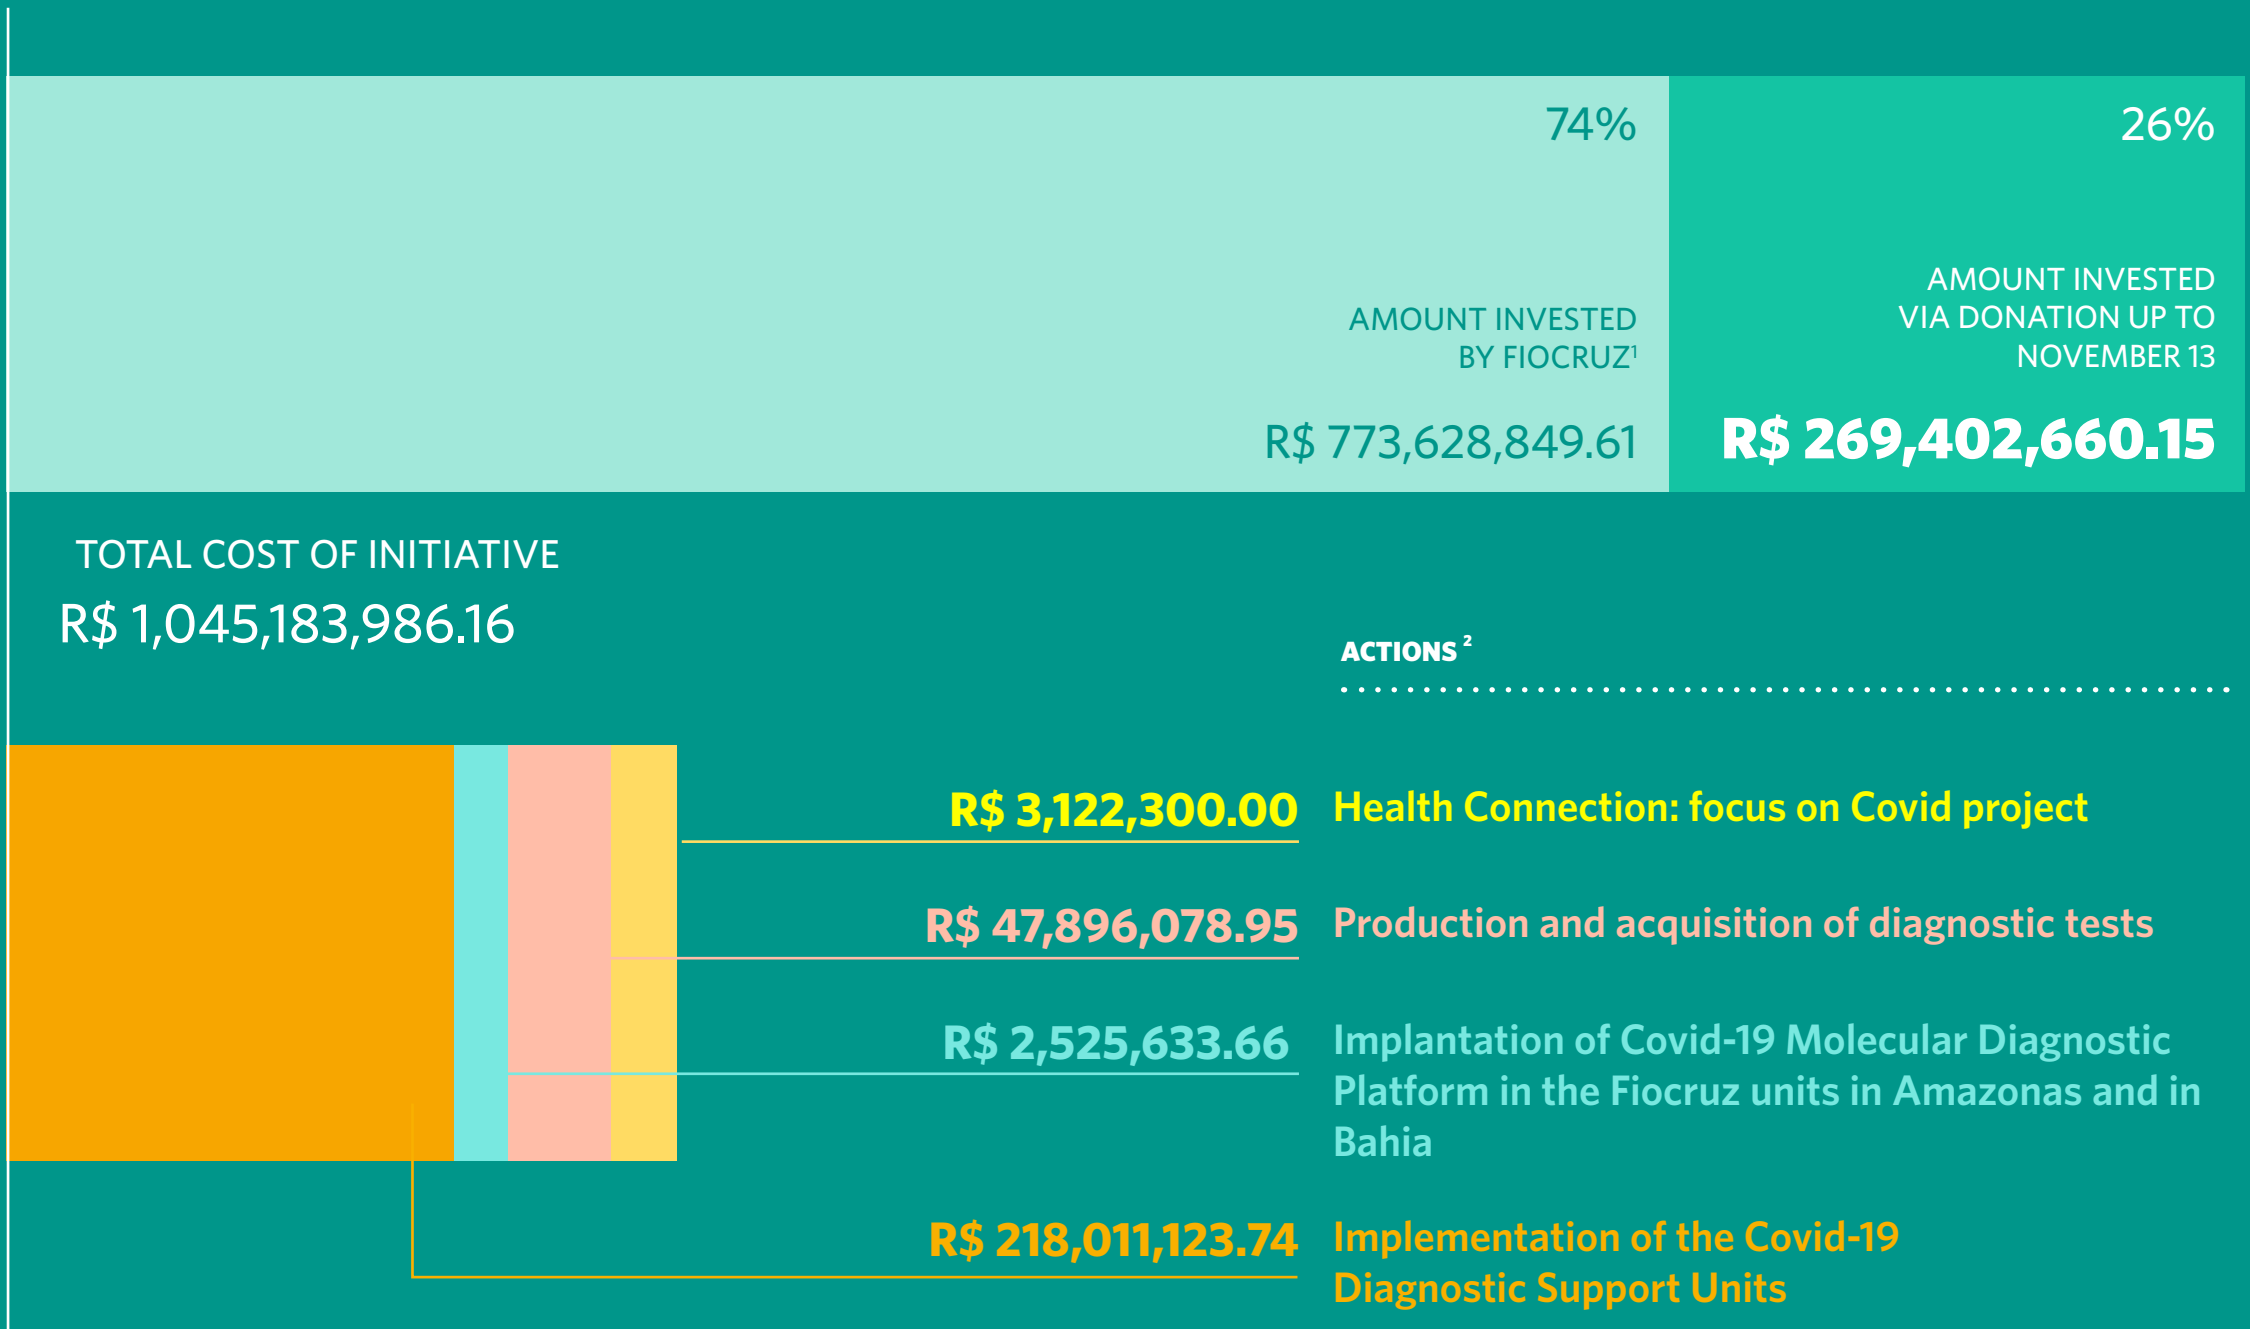 74%
AMOUNT INVESTED
BY FIOCRUZ¹
R$ 773,628,849.61
26%
AMOUNT INVESTED
VIA DONATION UP TO
NOVEMBER 13
R$ 269,402,660.15
TOTAL COST OF INITIATIVE
R$ 1,045,183,986.16
ACTIONS ²
R$ 3,122,300.00 Health Connection: focus on Covid project
R$ 47,896,078.95 Production and acquisition of diagnostic tests
R$ 2,525,633.66 Implantation of Covid-19 Molecular Diagnostic
Platform in the Fiocruz units in Amazonas and in
Bahia
R$ 218,011,123.74 Implementation of the Covid-19
Diagnostic Support Units